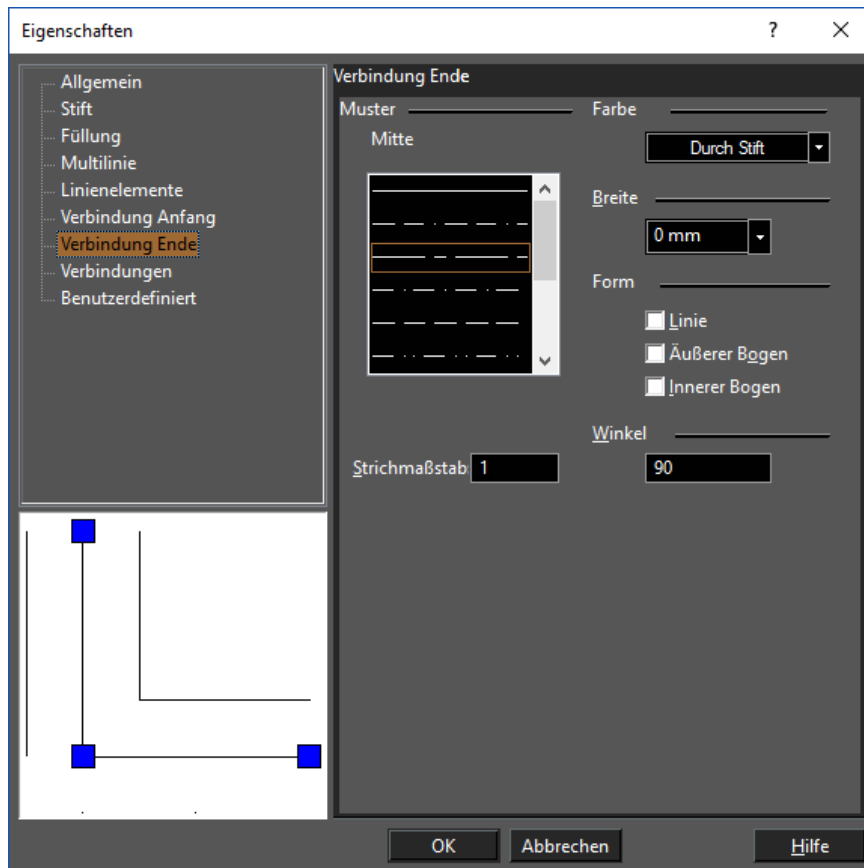 Eigenschaften
?
Allgemein
Stift
Füllung
Multilinie
Linienelemente
Verbindung Anfang
Verbindung Ende
Verbindungen
Benutzerdefiniert
Verbindung Ende
Muster
Mitte
Strichmaßstab: 1
Farbe
Durch Stift
Breite
0 mm
Form
Linie
Äußerer Bogen
Innerer Bogen
Winkel
90
OK
Abbrechen
Hilfe